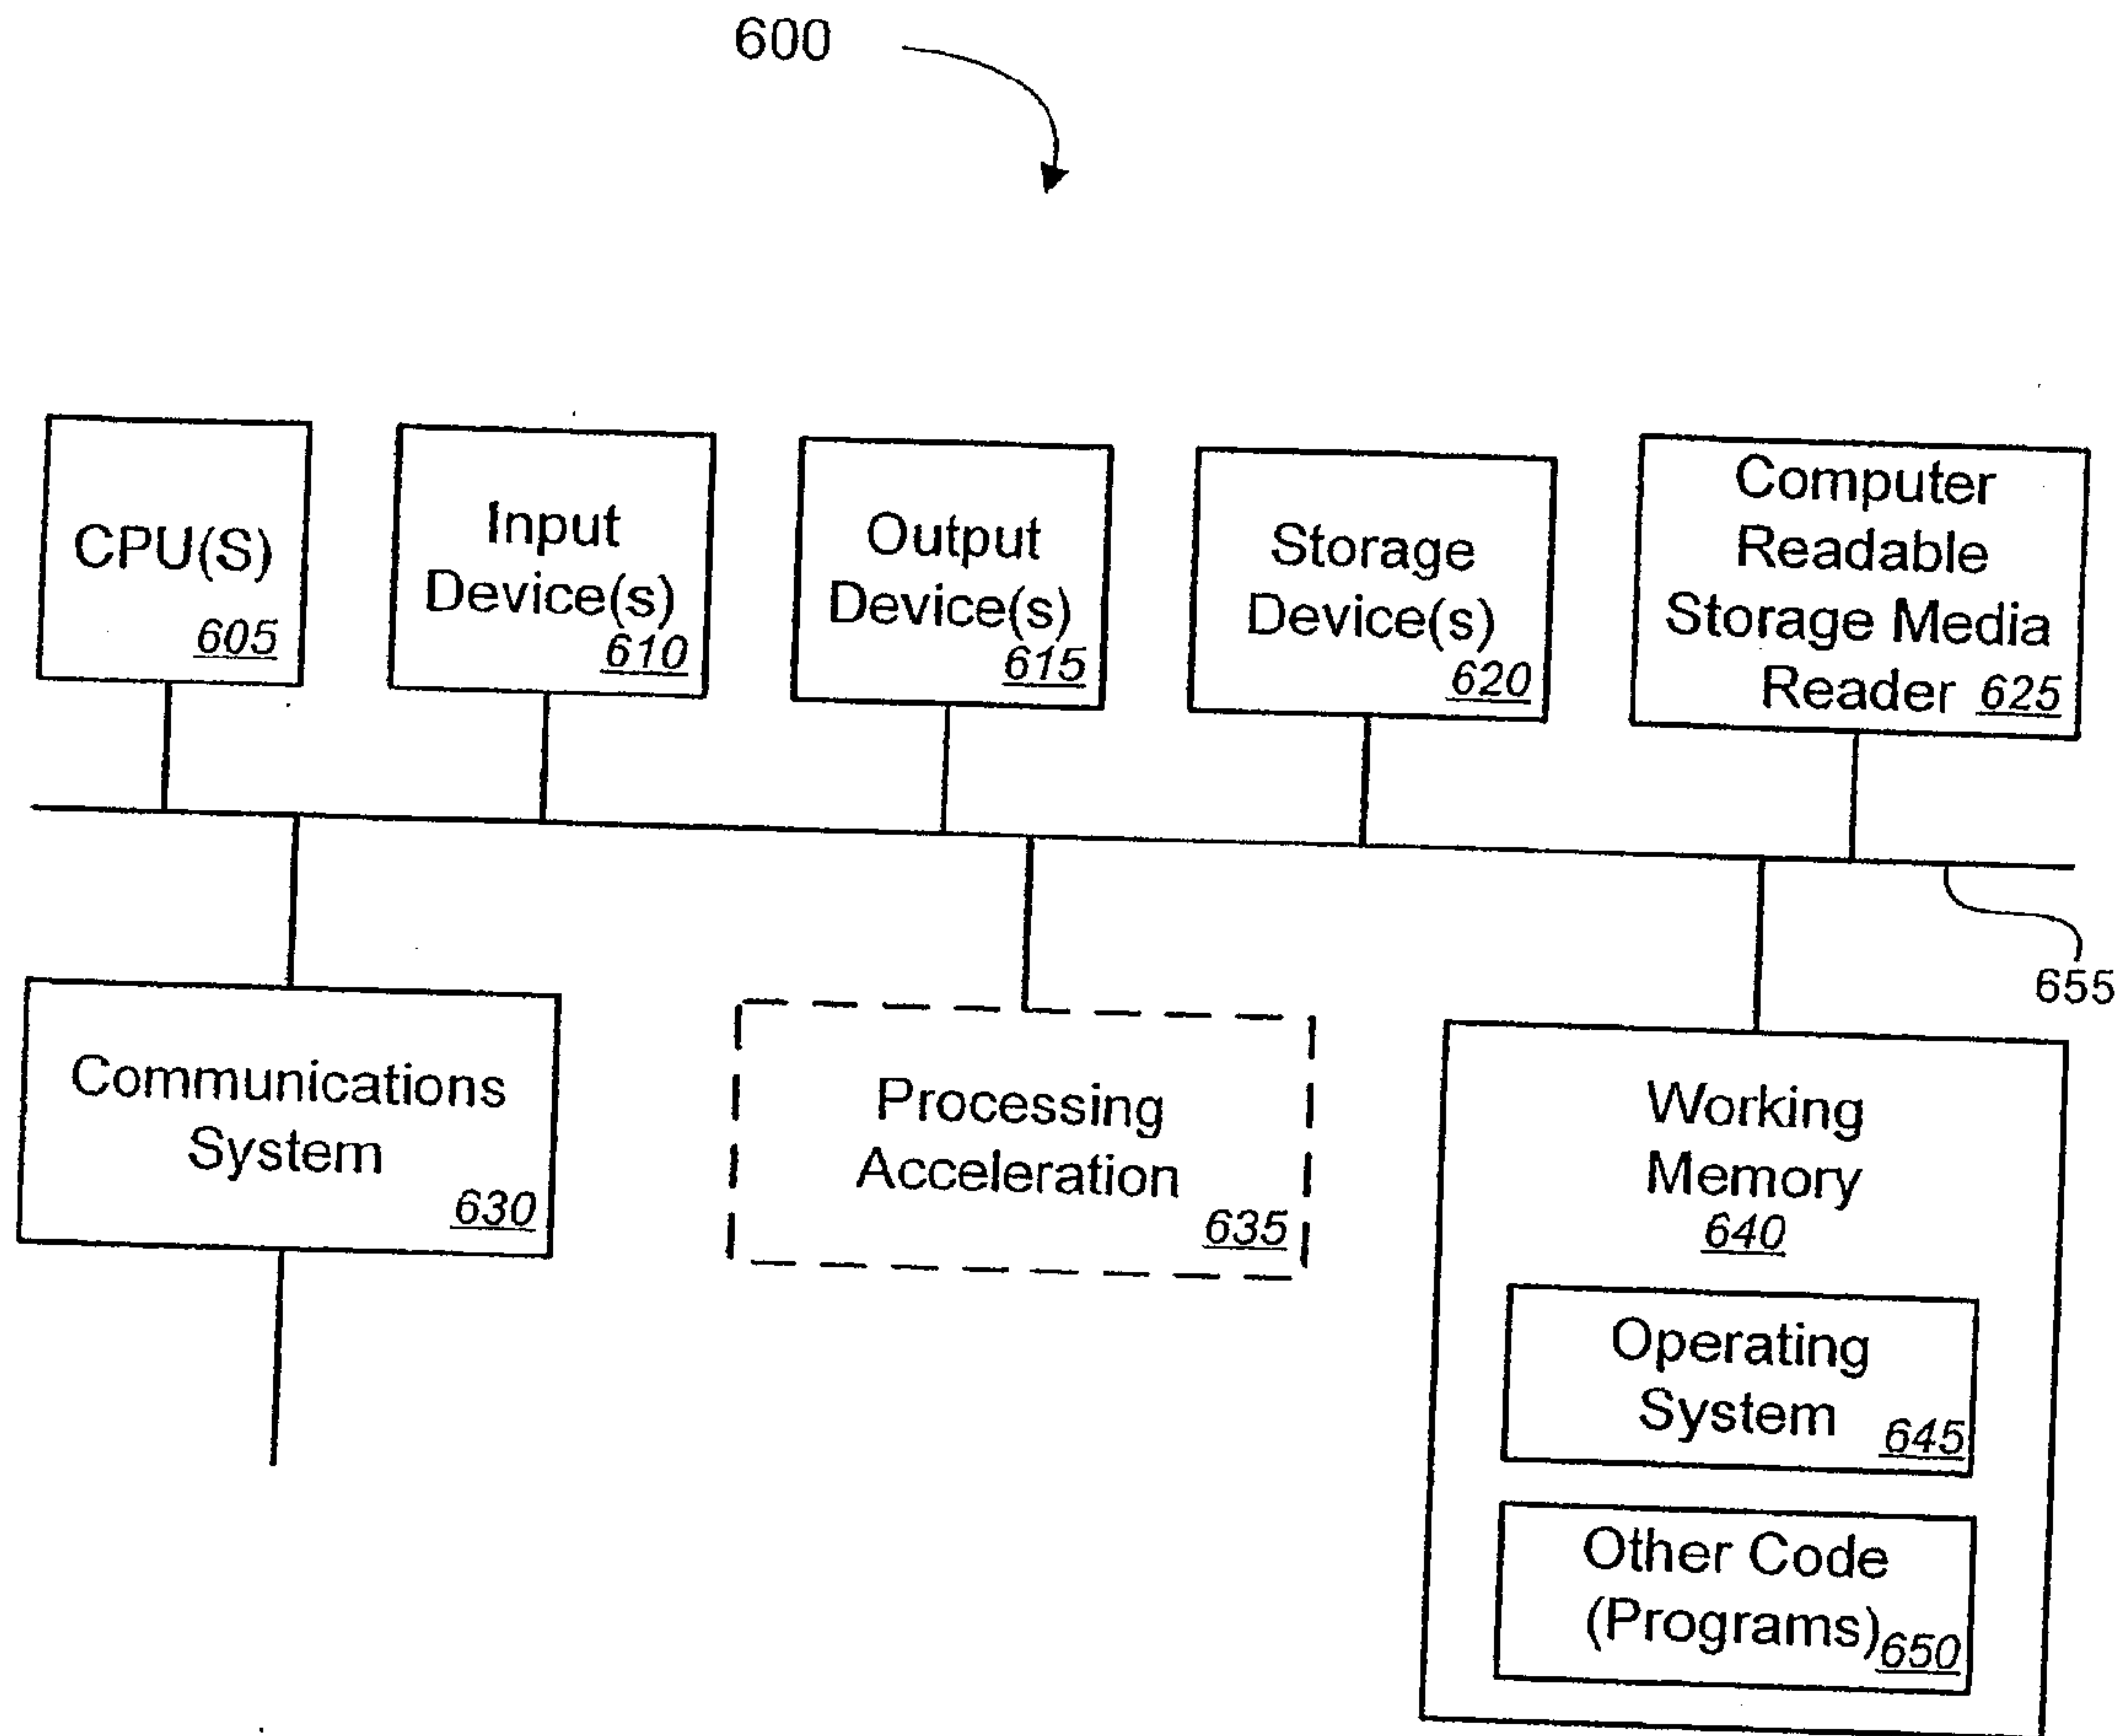 600
CPU(S)
605
Input
Device(s)
610
Output
Device(s)
615
Storage
Device(s)
620
Computer
Readable
Storage Media
Reader 625
655
Communications
System
630
Processing
Acceleration
635
Working
Memory
640
Operating
System
645
Other Code
(Programs)
650